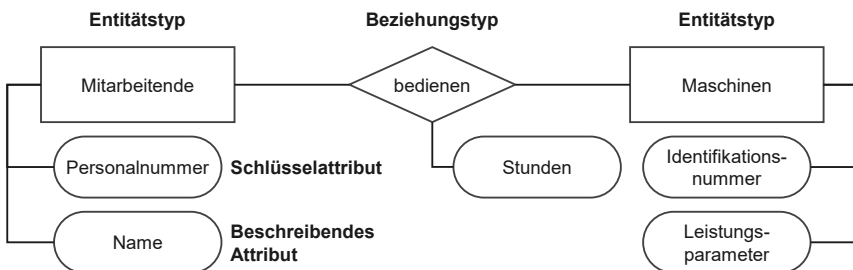 Entitätstyp
Beziehungstyp
Entitätstyp
Mitarbeitende
bedienen
Maschinen
Personalnummer
Schlüsselattribut
Stunden
Identifikations-
nummer
Name
Beschreibendes
Attribut
Leistungs-
parameter